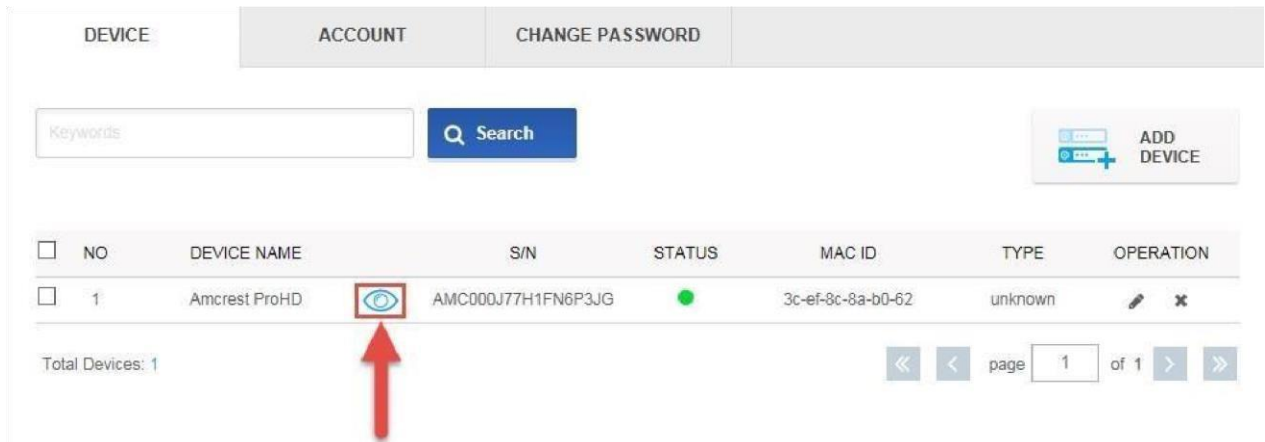 DEVICE ACCOUNT CHANGE PASSWORD
Keywords Search
ADD
DEVICE
NO DEVICE NAME S/N STATUS MAC ID TYPE OPERATION
1 Amcrest ProHD AMC000J77H1FN6P3JG 3c-ef-8c-8a-b0-62 unknown
Total Devices: 1 page 1 of 1